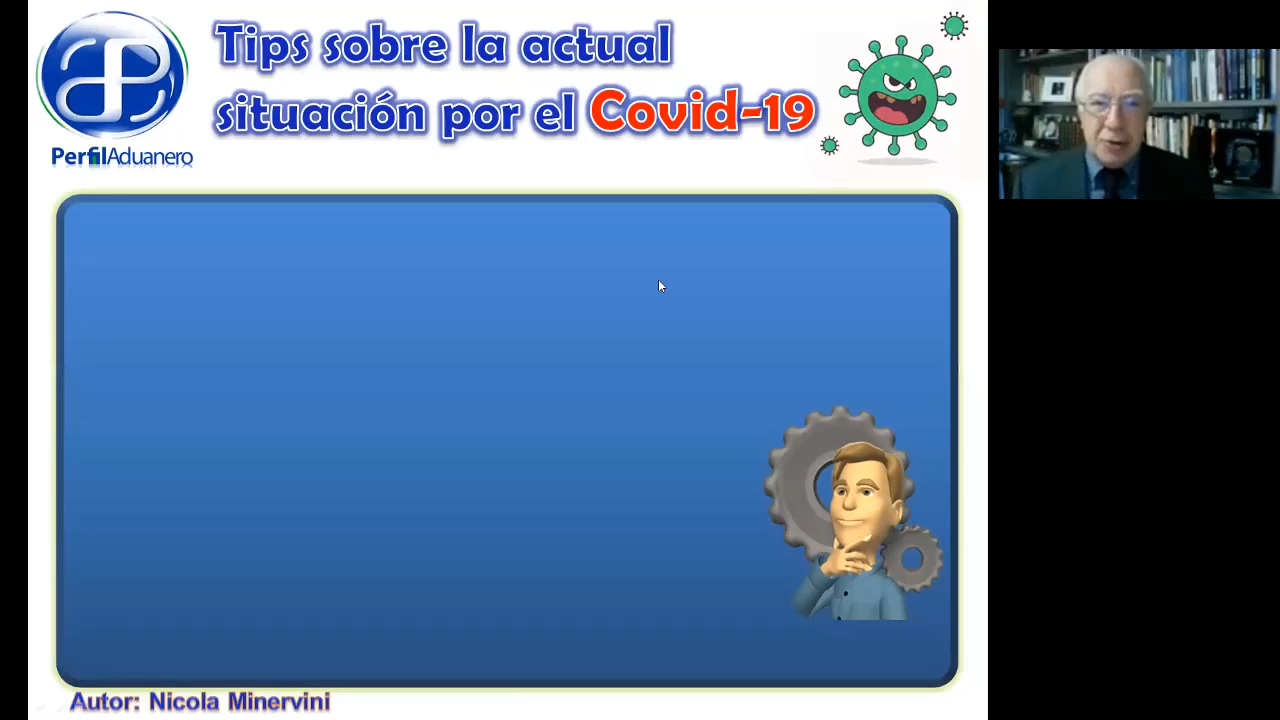 Tips sobre la actual
situación por el Covid-19
PerfilAduanero
Autor: Nicola Minervini